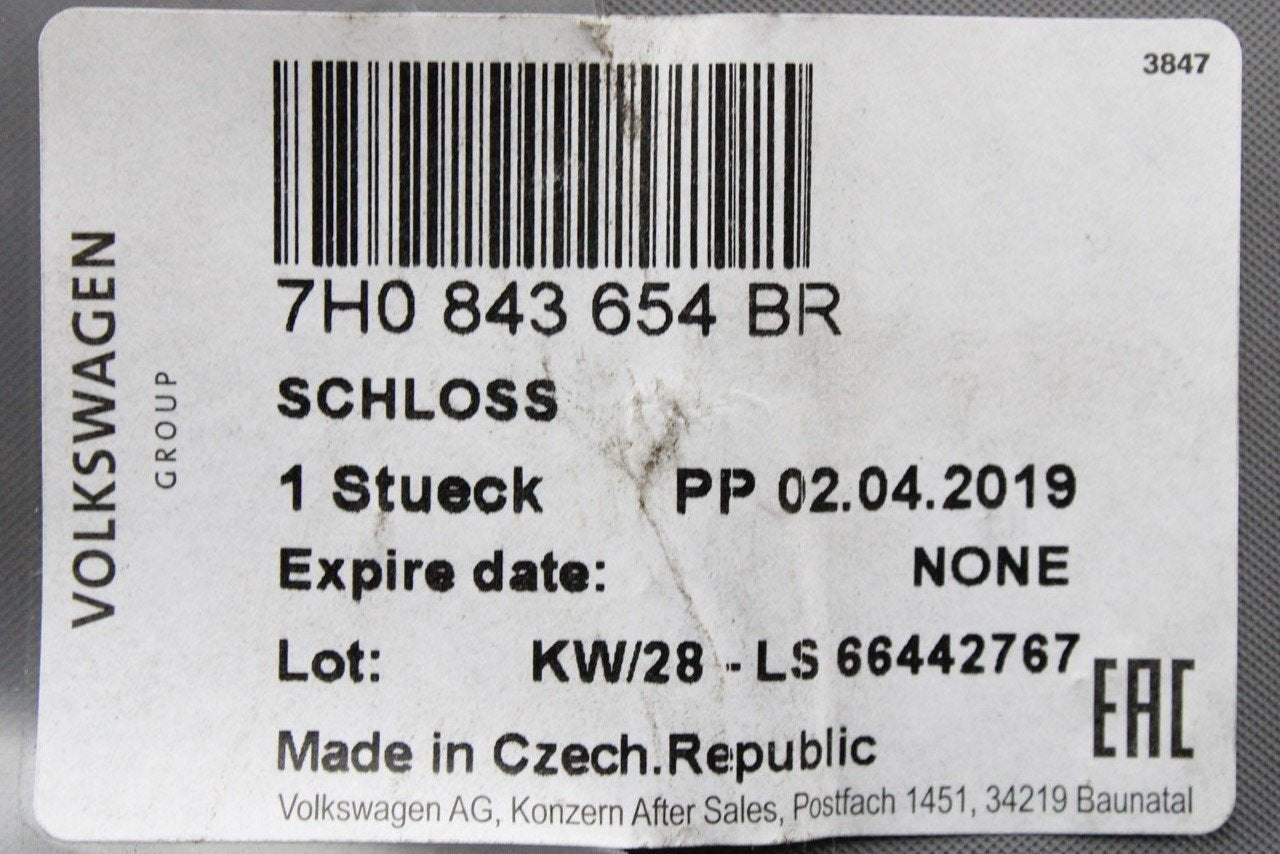 3847
VOLKSWAGEN
GROUP
7H0 843 654 BR
SCHLOSS
1 Stueck PP 02.04.2019
Expire date: NONE
Lot: KW/28 - LS 66442767
EAC
Made in Czech.Republic
Volkswagen AG, Konzern After Sales, Postfach 1451, 34219 Baunatal